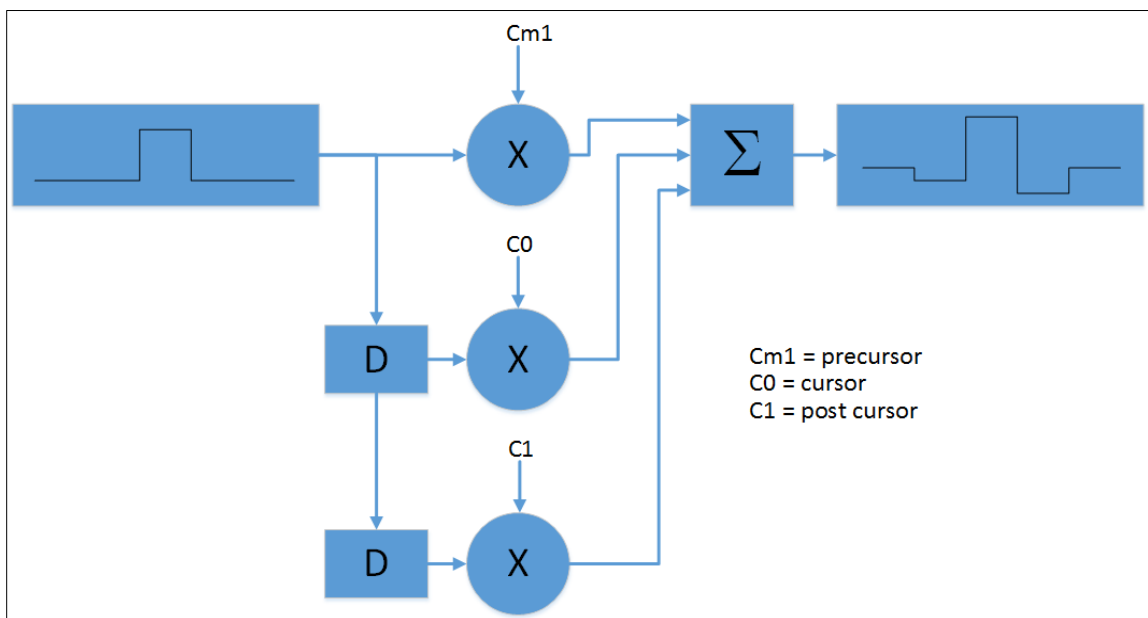 Cm1
X
Σ
C0
D
X
Cm1 = precursor
C0 = cursor
C1 = post cursor
C1
D
X